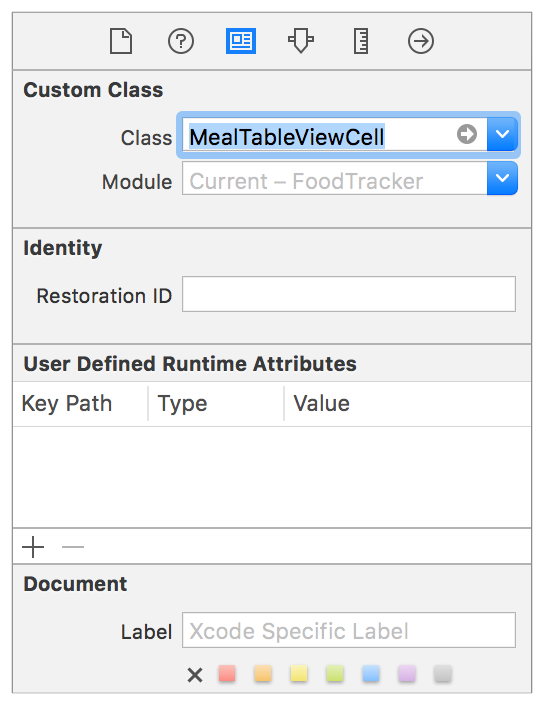 Custom Class
Class MealTableViewCell
Module Current – FoodTracker
Identity
Restoration ID
User Defined Runtime Attributes
Key Path Type Value
Document
Label Xcode Specific Label